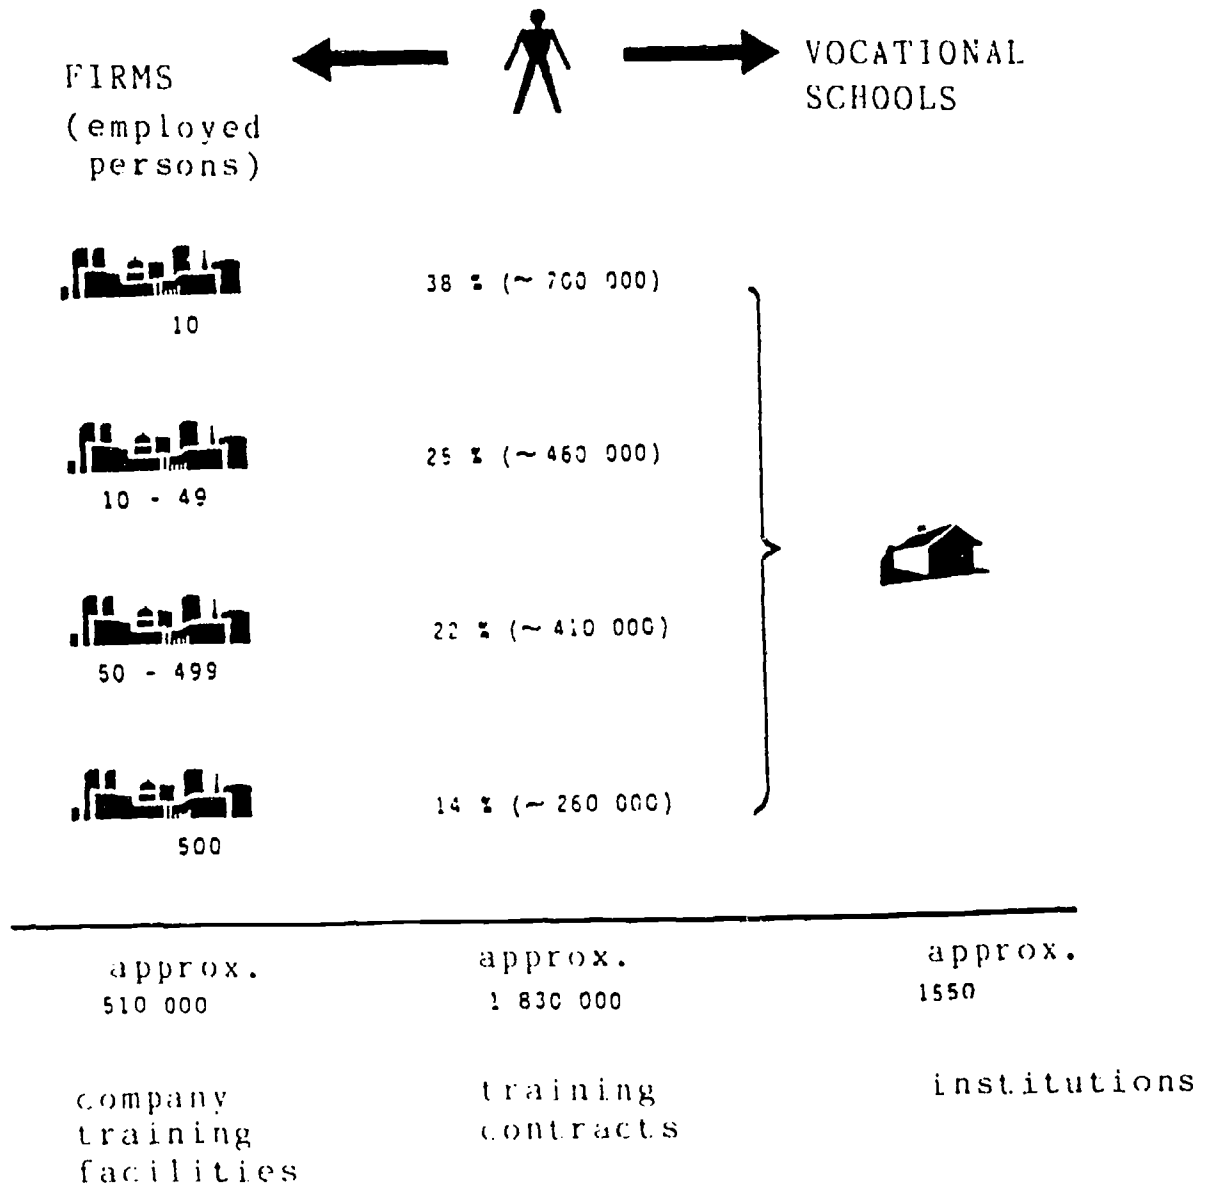 FIRMS
(employed
persons)
VOCATIONAL
SCHOOLS
10
38 % (~ 700 000)
10 - 49
25 % (~ 460 000)
50 - 499
22 % (~ 410 000)
500
14 % (~ 260 000)
approx.
510 000
approx.
1 830 000
approx.
1550
company
training
facilities
training
contracts
institutions